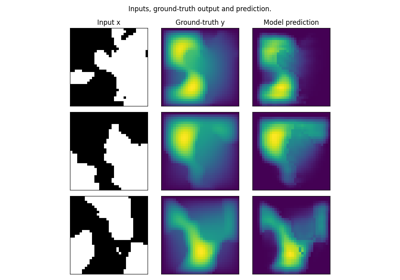 Inputs, ground-truth output and prediction.
Input x
Ground-truth y
Model prediction